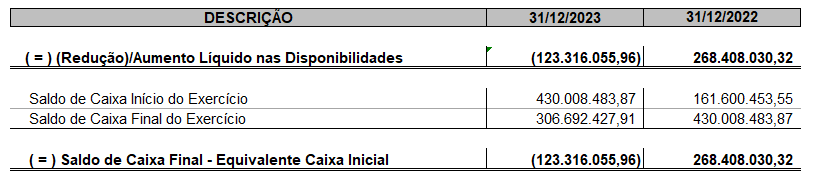 DESCRIÇÃO 31/12/2023 31/12/2022
( = ) (Redução)/Aumento Líquido nas Disponibilidades (123.316.055,96) 268.408.030,32
Saldo de Caixa Início do Exercício 430.008.483,87 161.600.453,55
Saldo de Caixa Final do Exercício 306.692.427,91 430.008.483,87
( = ) Saldo de Caixa Final - Equivalente Caixa Inicial (123.316.055,96) 268.408.030,32